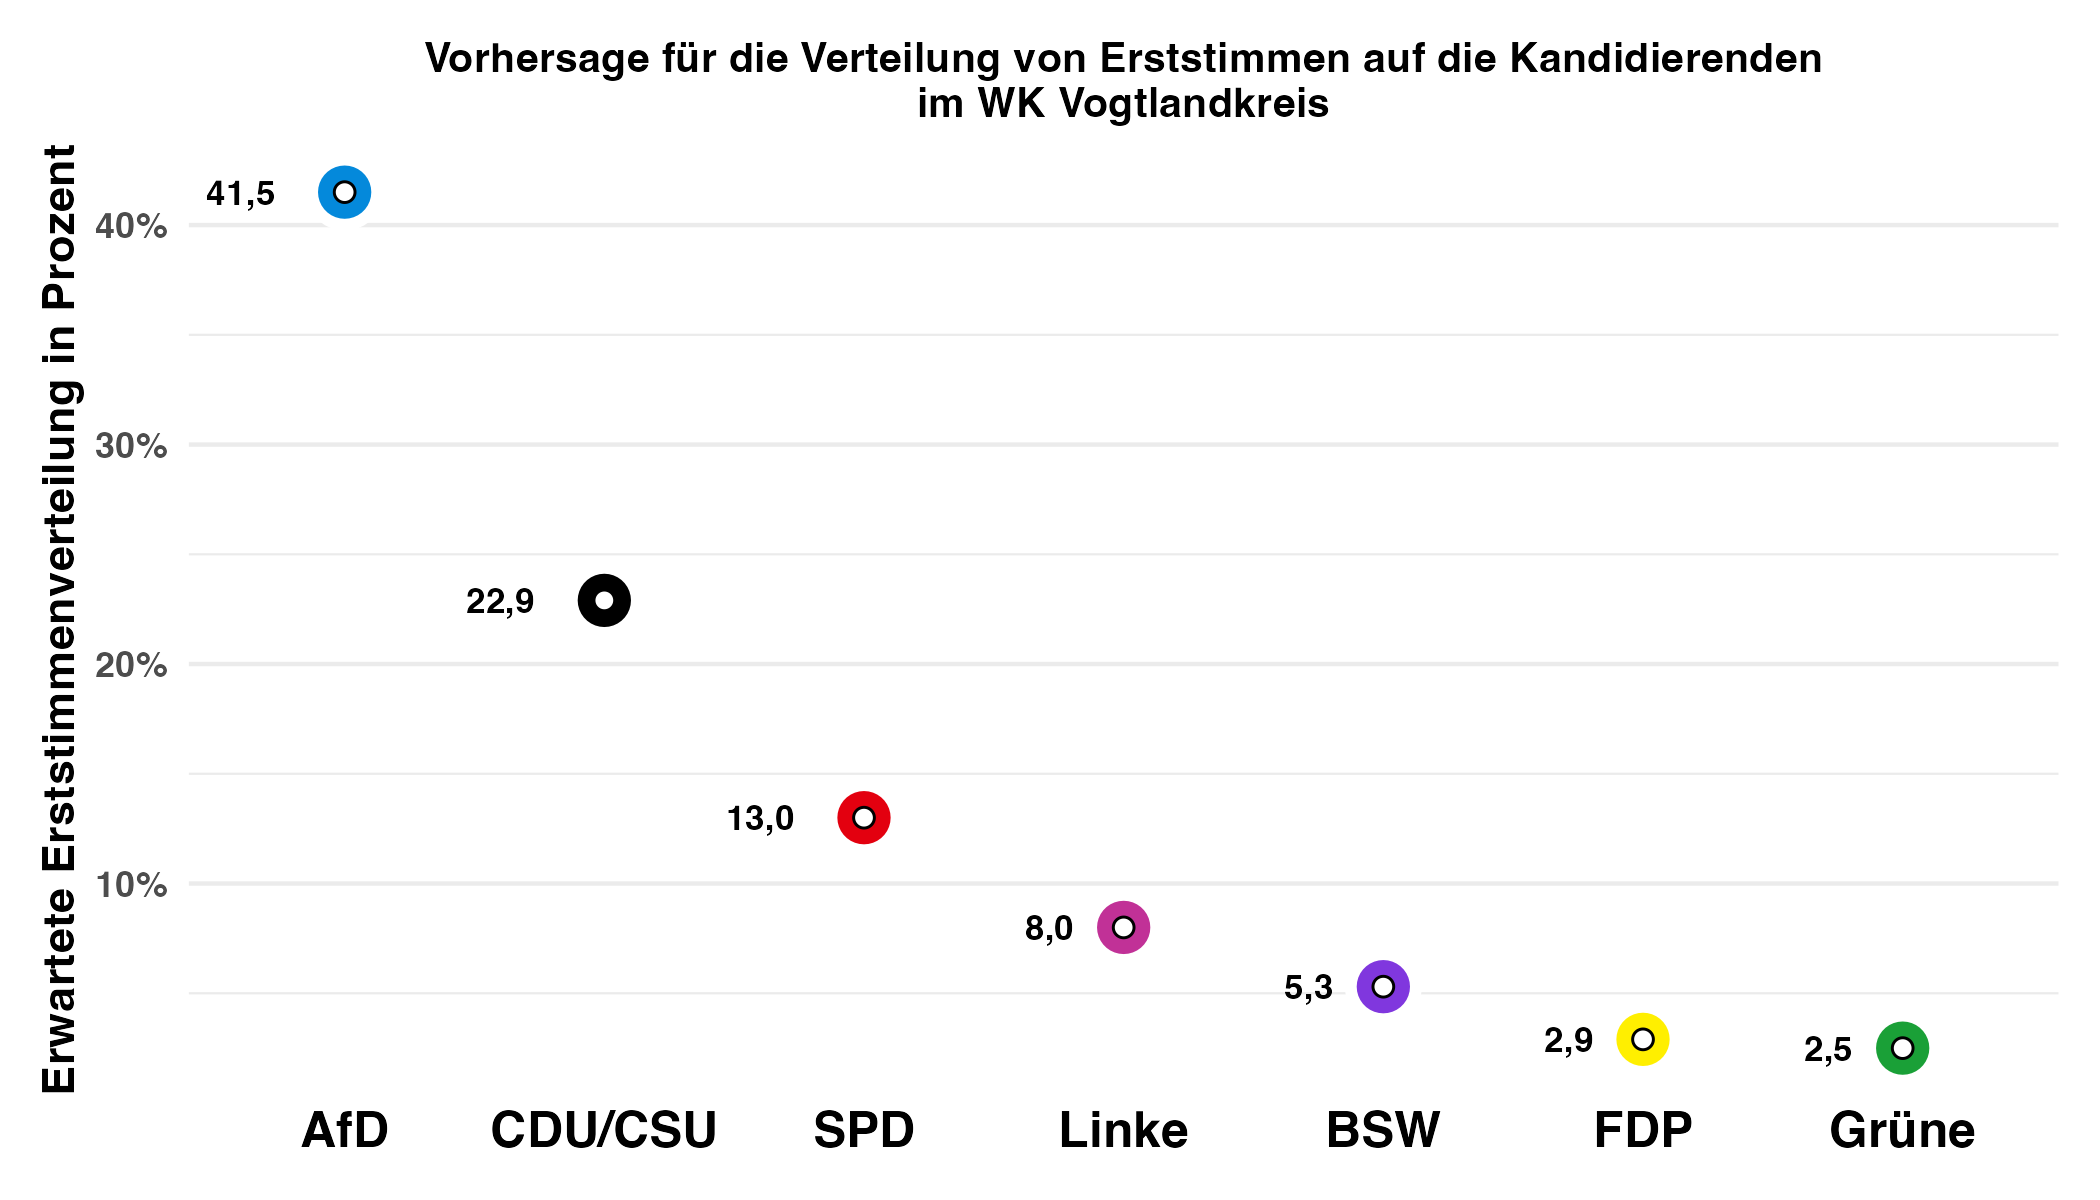 Vorhersage für die Verteilung von Erststimmen auf die Kandidierenden
im WK Vogtlandkreis
Erwartete Erststimmenverteilung in Prozent
40%
30%
20%
10%
41,5
22,9
13,0
8,0
5,3
2,9
2,5
AfD
CDU/CSU
SPD
Linke
BSW
FDP
Grüne